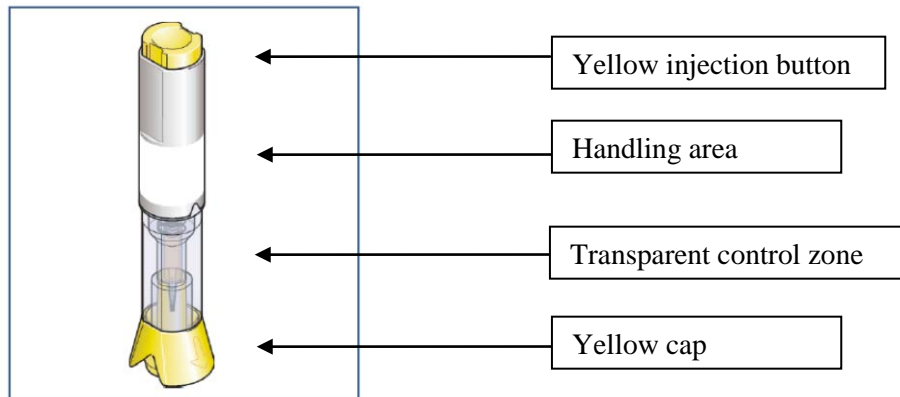 Yellow injection button
Handling area
Transparent control zone
Yellow cap